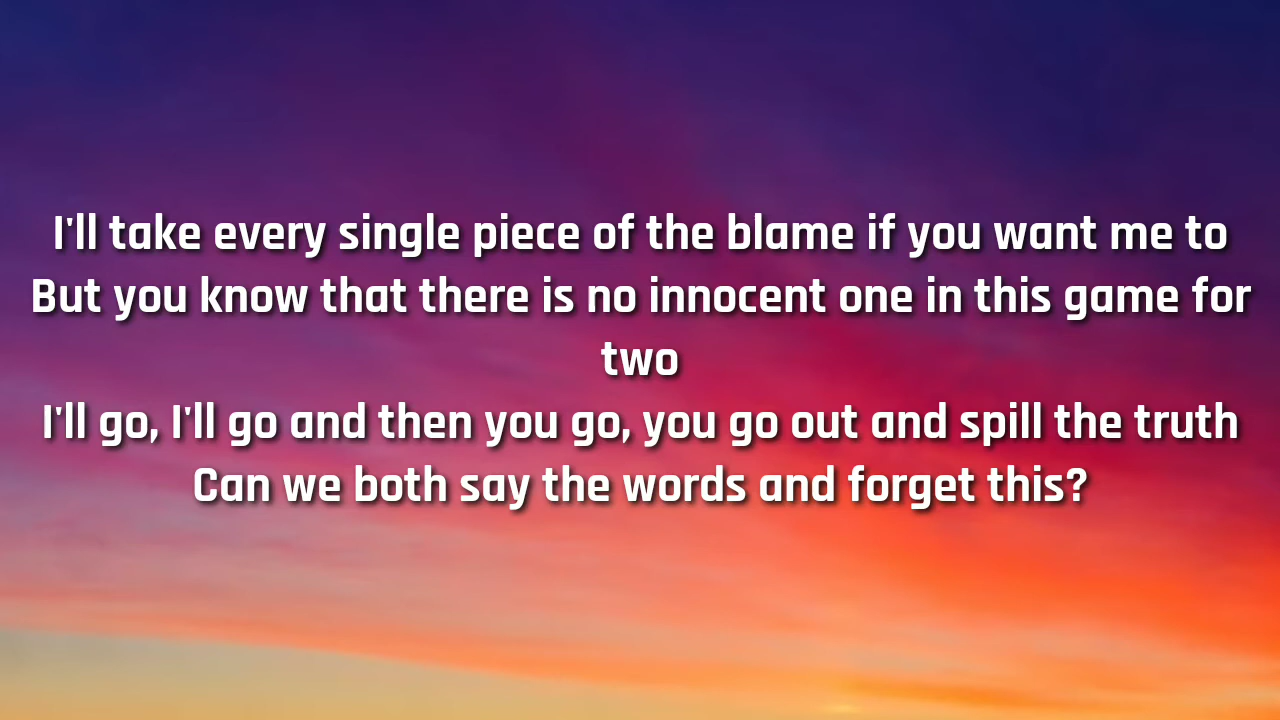 I'll take every single piece of the blame if you want me to
But you know that there is no innocent one in this game for
two
I'll go, I'll go and then you go, you go out and spill the truth
Can we both say the words and forget this?